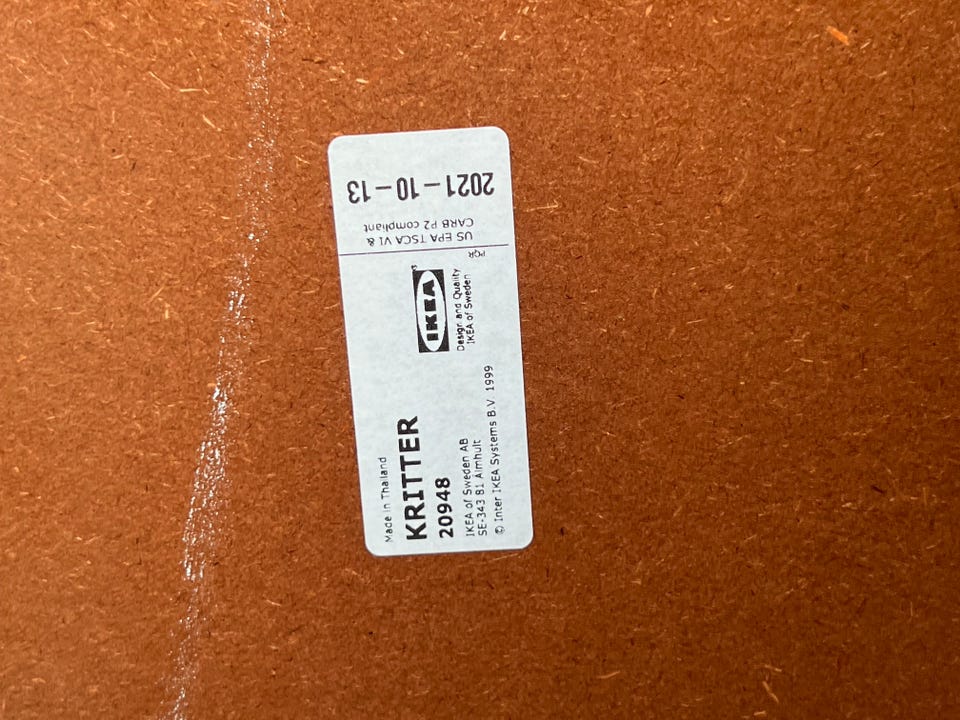 Made in Thailand
KRITTER
20948
IKEA of Sweden AB
SE-343 81 Älmhult
© Inter IKEA Systems B.V. 1999
IKEA®
Design and Quality
IKEA of Sweden
PQR
US EPA TSCA VI &
CARB P2 compliant
2021-10-13